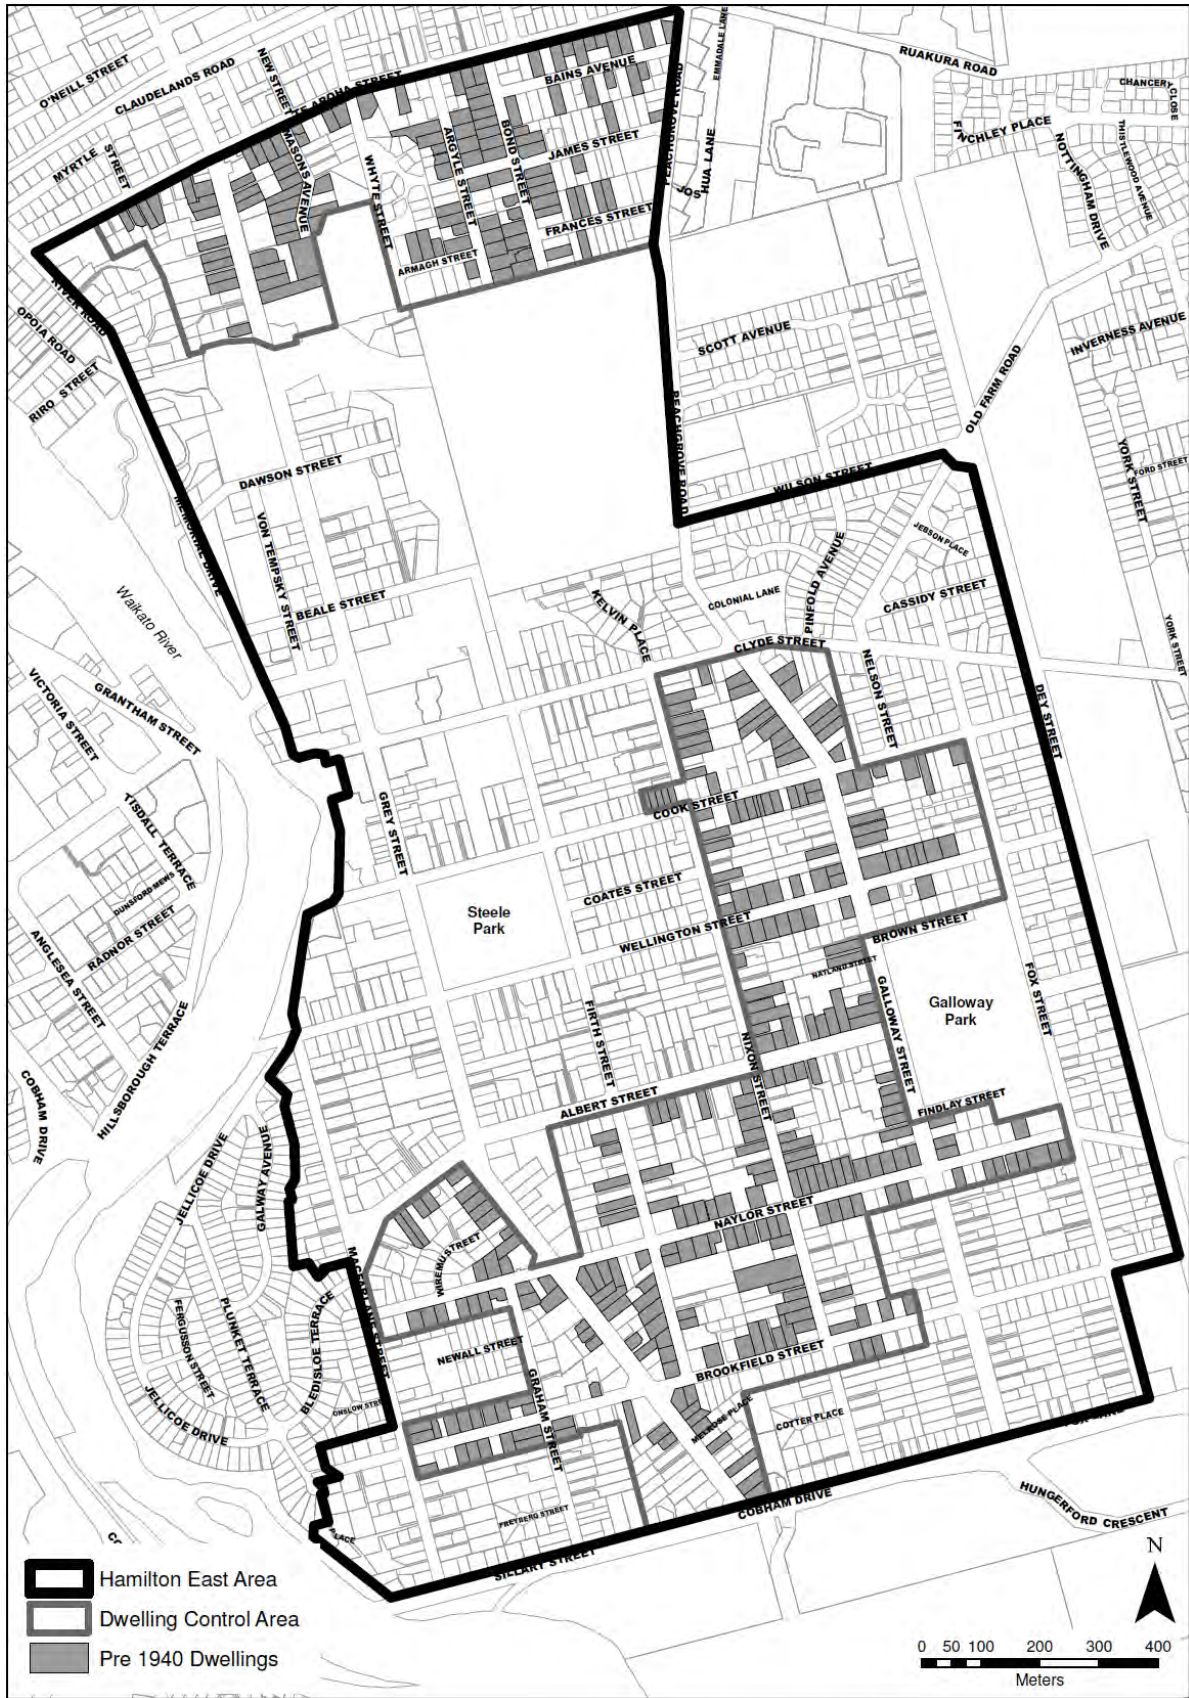 RUAKURA ROAD
EMMADALE LANE
O'NEILL STREET
CLAUDELANDS ROAD
NEW STREET
TE AROHA STREET
BAINS AVENUE
CHANCERY
CLOSE
FINCHLEY PLACE
THISTLEWOOD AVENUE
NOTTINGHAM DRIVE
MYRTLE
STREET
MASONS AVENUE
WHYTE STREET
ARGYLE STREET
BOND STREET
JAMES STREET
PEACHGROVE ROAD
JOS
HUA LANE
FRANCES STREET
ARMAGH STREET
RIVER ROAD
OPOIA ROAD
RIRO STREET
SCOTT AVENUE
INVERNESS AVENUE
OLD FARM ROAD
PEACHGROVE ROAD
WILSON STREET
YORK STREET
FORD STREET
DAWSON STREET
MEMORIAL DRIVE
VON TEMPSKY STREET
JEBSON PLACE
PINFOLD AVENUE
CASSIDY STREET
BEALE STREET
KELVIN PLACE
COLONIAL LANE
Waikato River
CLYDE STREET
NELSON STREET
YORK STREET
DEY STREET
GRANTHAM STREET
VICTORIA STREET
GREY STREET
COOK STREET
TISDALL TERRACE
DUNSFORD MEWS
RADNOR STREET
ANGLESEA STREET
COATES STREET
Steele
Park
WELLINGTON STREET
BROWN STREET
NATLAND STREET
GALLOWAY STREET
Galloway
Park
FOX STREET
FIRTH STREET
NIXON STREET
HILLSBOROUGH TERRACE
COBHAM DRIVE
ALBERT STREET
FINDLAY STREET
JELLICOE DRIVE
GALWAY AVENUE
NAYLOR STREET
WIREMU STREET
MACFARLANE STREET
PLUNKET TERRACE
FERGUSSON STREET
BLEDISLOE TERRACE
NEWALL STREET
BROOKFIELD STREET
GRAHAM STREET
JELLICOE DRIVE
MELROSE PLACE
COTTER PLACE
COBHAM DRIVE
HUNGERFORD CRESCENT
FREYBERG STREET
PLACE
SILLARY STREET
Hamilton East Area
Dwelling Control Area
Pre 1940 Dwellings
N
0 50 100 200 300 400
Meters